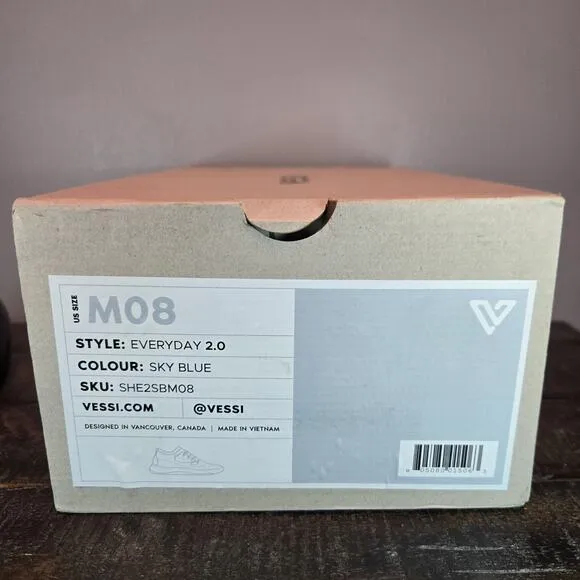 US SIZE
M08
STYLE: EVERYDAY 2.0
COLOUR: SKY BLUE
SKU: SHE2SBM08
VESSI.COM @VESSI
DESIGNED IN VANCOUVER, CANADA | MADE IN VIETNAM